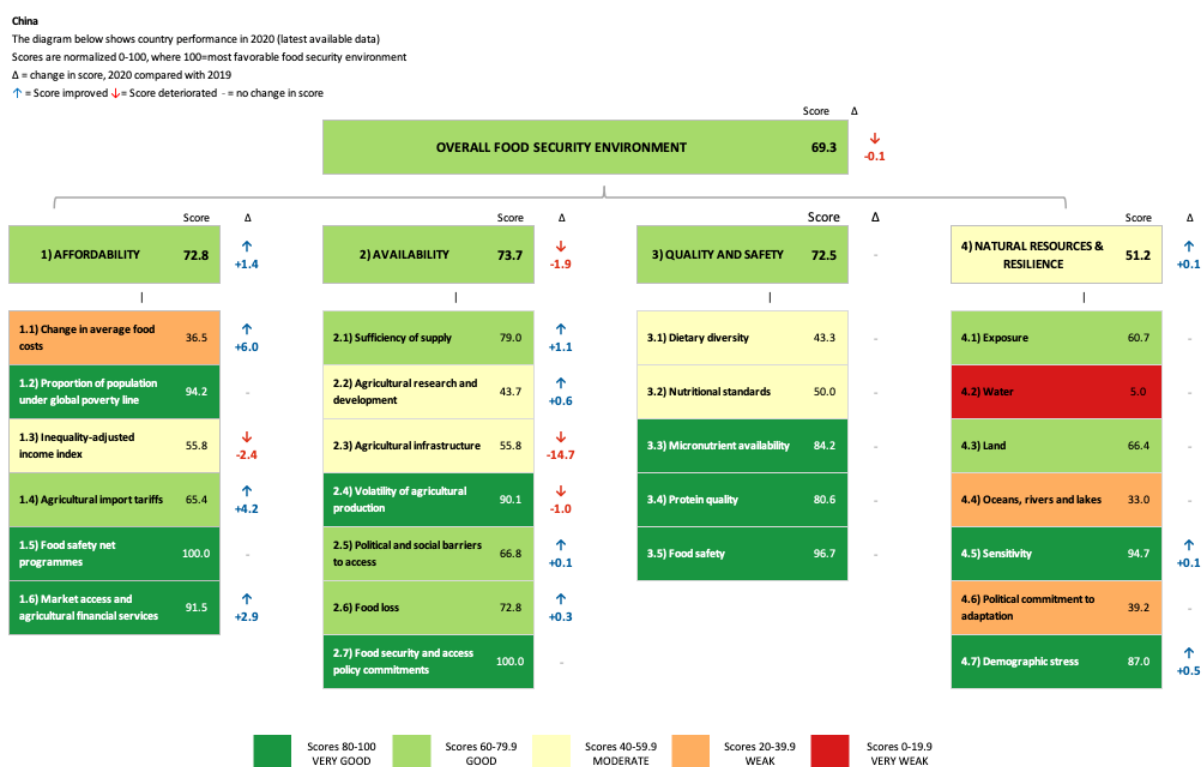 China
The diagram below shows country performance in 2020 (latest available data)
Scores are normalized 0-100, where 100=most favorable food security environment
Δ = change in score, 2020 compared with 2019
↑ = Score improved ↓= Score deteriorated - = no change in score
Score Δ
OVERALL FOOD SECURITY ENVIRONMENT 69.3 ↓
-0.1
Score Δ
1) AFFORDABILITY 72.8 ↑
+1.4
1.1) Change in average food
costs 36.5 ↑
+6.0
1.2) Proportion of population
under global poverty line 94.2 -
1.3) Inequality-adjusted
income index 55.8 ↓
-2.4
1.4) Agricultural import tariffs 65.4 ↑
+4.2
1.5) Food safety net
programmes 100.0 -
1.6) Market access and
agricultural financial services 91.5 ↑
+2.9
Score Δ
2) AVAILABILITY 73.7 ↓
-1.9
2.1) Sufficiency of supply 79.0 ↑
+1.1
2.2) Agricultural research and
development 43.7 ↑
+0.6
2.3) Agricultural infrastructure 55.8 ↓
-14.7
2.4) Volatility of agricultural
production 90.1 ↓
-1.0
2.5) Political and social barriers
to access 66.8 ↑
+0.1
2.6) Food loss 72.8 ↑
+0.3
2.7) Food security and access
policy commitments 100.0 -
Score Δ
3) QUALITY AND SAFETY 72.5 -
3.1) Dietary diversity 43.3 -
3.2) Nutritional standards 50.0 -
3.3) Micronutrient availability 84.2 -
3.4) Protein quality 80.6 -
3.5) Food safety 96.7 -
Score Δ
4) NATURAL RESOURCES &
RESILIENCE 51.2 ↑
+0.1
4.1) Exposure 60.7 -
4.2) Water 5.0 -
4.3) Land 66.4 -
4.4) Oceans, rivers and lakes 33.0 -
4.5) Sensitivity 94.7 ↑
+0.1
4.6) Political commitment to
adaptation 39.2 -
4.7) Demographic stress 87.0 ↑
+0.5
Scores 80-100
VERY GOOD
Scores 60-79.9
GOOD
Scores 40-59.9
MODERATE
Scores 20-39.9
WEAK
Scores 0-19.9
VERY WEAK